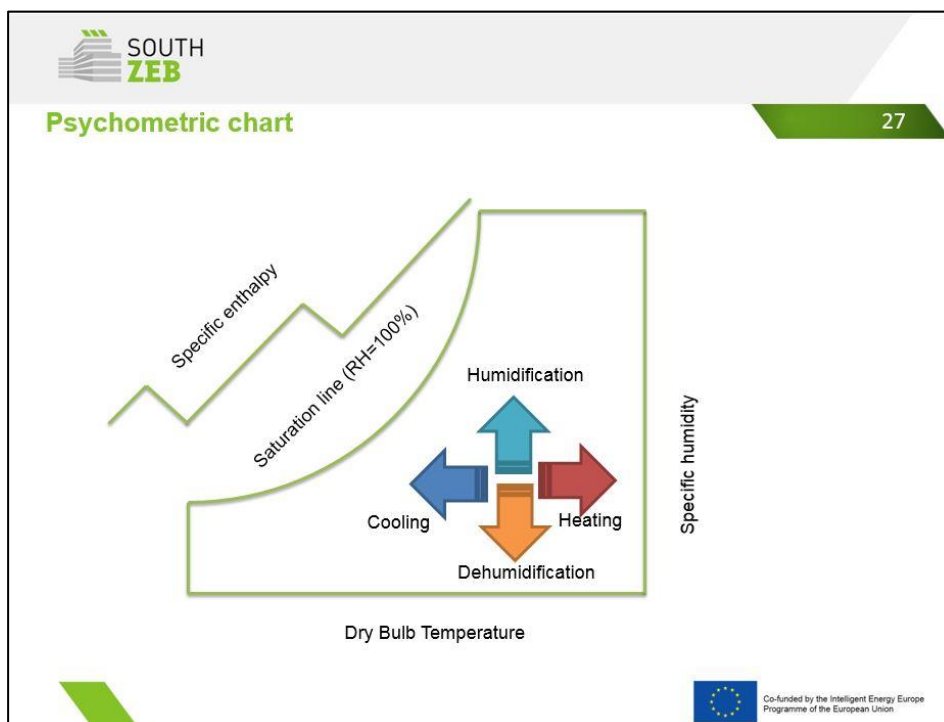 SOUTH
ZEB
Psychometric chart
27
Specific enthalpy
Saturation line (RH=100%)
Humidification
Specific humidity
Cooling
Heating
Dehumidification
Dry Bulb Temperature
Co-funded by the Intelligent Energy Europe
Programme of the European Union